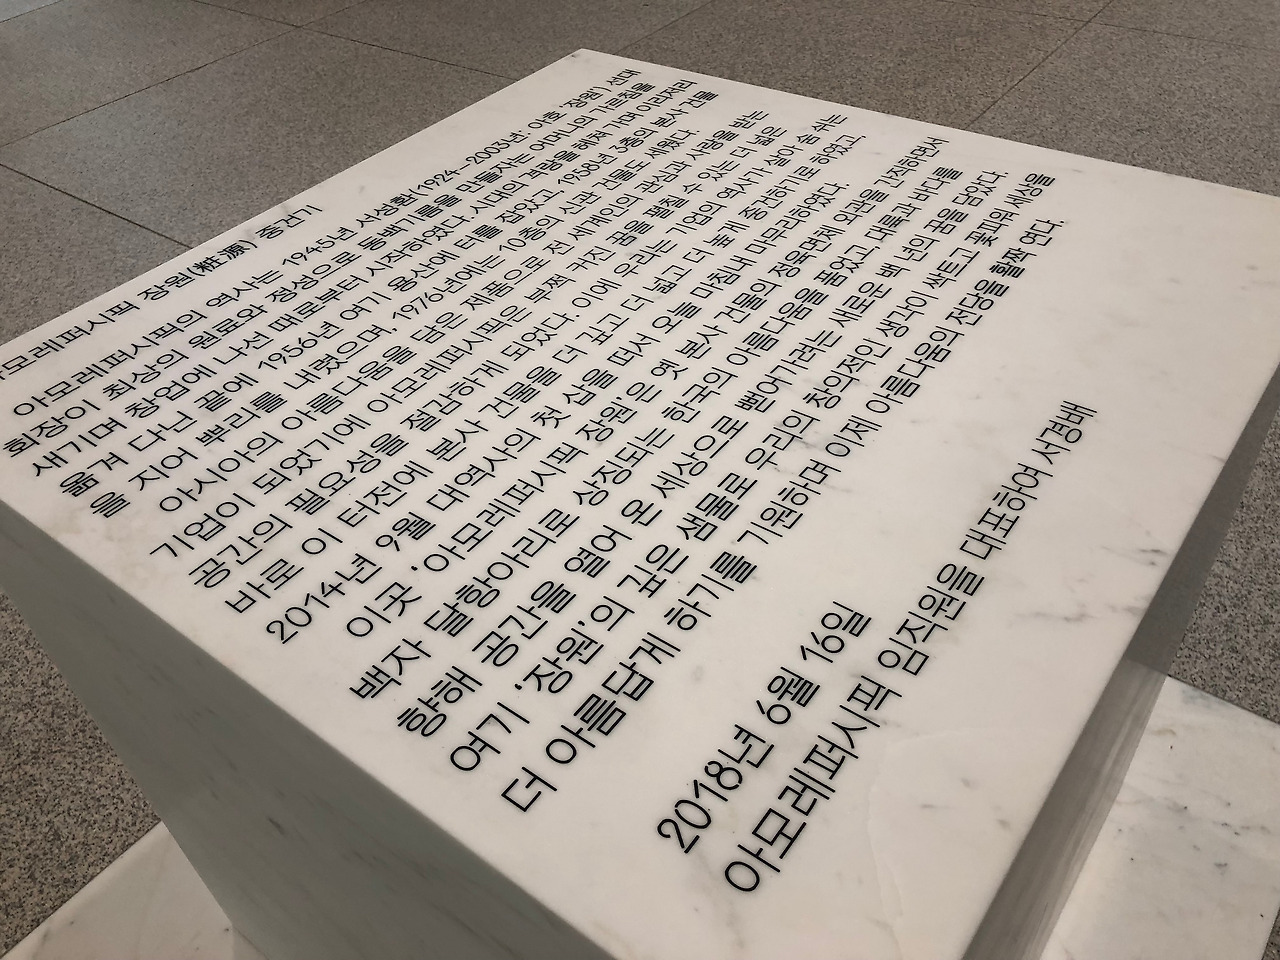 아모레퍼시픽 장원(粧源) 중건기
아모레퍼시픽의 역사는 1945년 서성환(1924-2003년. 아호 '장원') 선대
회장이 최상의 원료와 정성으로 동백기름을 만들자는 어머니의 가르침을
새기며 창업에 나선 때로부터 시작하였다. 시대의 격랑을 헤쳐 가며 이리저리
옮겨 다닌 끝에 1956년 여기 용산에 터를 잡았고 1958년 3층의 본사 건물
을 지어 뿌리를 내렸으며, 1976년에는 10층의 신관 건물도 세웠다.
아시아의 아름다움을 담은 제품으로 전 세계인의 관심과 사랑을 받는
기업이 되었기에 아모레퍼시픽은 부쩍 커진 꿈을 펼칠 수 있는 더 넓은
공간의 필요성을 절감하게 되었다. 이에 우리는 기업의 역사가 살아 숨 쉬는
바로 이 터전에 본사 건물을 더 깊고 더 넓고 더 높게 중건하기로 하였고,
2014년 9월 대역사의 첫 삽을 떠서 오늘 마침내 마무리하였다.
이곳 '아모레퍼시픽 장원'은 옛 본사 건물의 정육면체 외관을 간직하면서
백자 달항아리로 상징되는 한국의 아름다움을 품었고 대륙과 바다를
향해 공간을 열어 온 세상으로 뻗어가려는 새로운 백 년의 꿈을 담았다.
여기 '장원'의 깊은 샘물로 우리의 창의적인 생각이 싹트고 꽃피워 세상을
더 아름답게 하기를 기원하며 이제 아름다움의 전당을 활짝 연다.
2018년 6월 16일
아모레퍼시픽 임직원을 대표하여 서경배